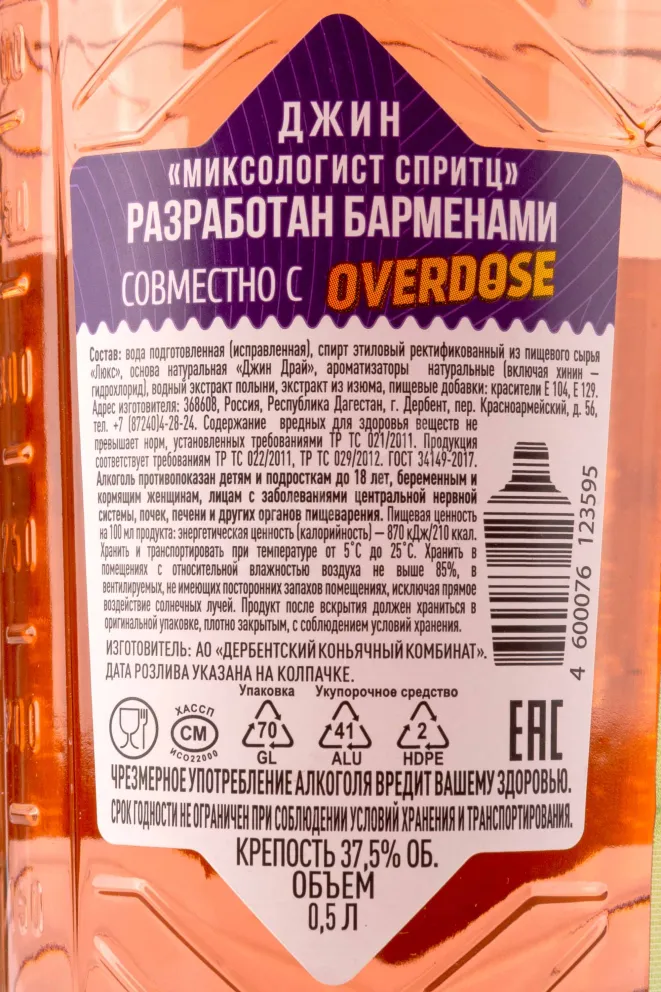 ДЖИН
«МИКСОЛОГИСТ СПРИТЦ»
РАЗРАБОТАН БАРМЕНАМИ
СОВМЕСТНО С OVERDOSE
Состав: вода подготовленная (исправленная), спирт этиловый ректификованный из пищевого сырья
«Люкс», основа натуральная «Джин Драй», ароматизаторы натуральные (включая хинин –
гидрохлорид), водный экстракт полыни, экстракт из изюма, пищевые добавки: красители Е 104, Е 129.
Адрес изготовителя: 368608, Россия, Республика Дагестан, г. Дербент, пер. Красноармейский, д. 56,
тел. +7 (87240)4-28-24. Содержание вредных для здоровья веществ не
превышает норм, установленных требованиями ТР ТС 021/2011. Продукция
соответствует требованиям ТР ТС 022/2011, ТР ТС 029/2012. ГОСТ 34149-2017.
Алкоголь противопоказан детям и подросткам до 18 лет, беременным и
кормящим женщинам, лицам с заболеваниями центральной нервной
системы, почек, печени и других органов пищеварения. Пищевая ценность
на 100 мл продукта: энергетическая ценность (калорийность) – 870 кДж/210 ккал.
Хранить и транспортировать при температуре от 5˚С до 25˚С. Хранить в
помещениях с относительной влажностью воздуха не выше 85%, в
вентилируемых, не имеющих посторонних запахов помещениях, исключая прямое
воздействие солнечных лучей. Продукт после вскрытия должен храниться в
оригинальной упаковке, плотно закрытым, с соблюдением условий хранения.
4 600076 123595
ИЗГОТОВИТЕЛЬ: АО «ДЕРБЕНТСКИЙ КОНЬЯЧНЫЙ КОМБИНАТ».
ДАТА РОЗЛИВА УКАЗАНА НА КОЛПАЧКЕ.
Упаковка Укупорочное средство
ХАССП
СМ
ИСО22000
70 41 2
GL ALU HDPE
EAC
ЧРЕЗМЕРНОЕ УПОТРЕБЛЕНИЕ АЛКОГОЛЯ ВРЕДИТ ВАШЕМУ ЗДОРОВЬЮ.
СРОК ГОДНОСТИ НЕ ОГРАНИЧЕН ПРИ СОБЛЮДЕНИИ УСЛОВИЙ ХРАНЕНИЯ И ТРАНСПОРТИРОВАНИЯ.
КРЕПОСТЬ 37,5% ОБ.
ОБЪЕМ
0,5 Л